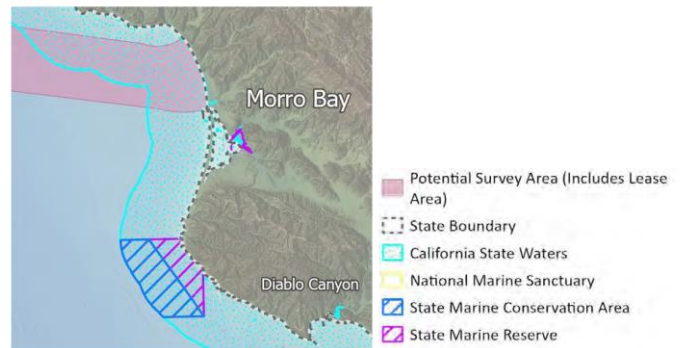 Morro Bay
Diablo Canyon
Potential Survey Area (Includes Lease
Area)
State Boundary
California State Waters
National Marine Sanctuary
State Marine Conservation Area
State Marine Reserve